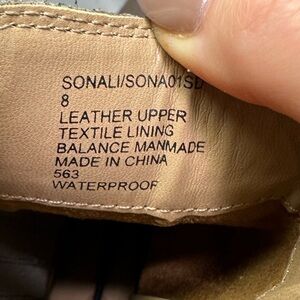 SONALI/SONA01SD
8
LEATHER UPPER
TEXTILE LINING
BALANCE MANMADE
MADE IN CHINA
563
WATERPROOF